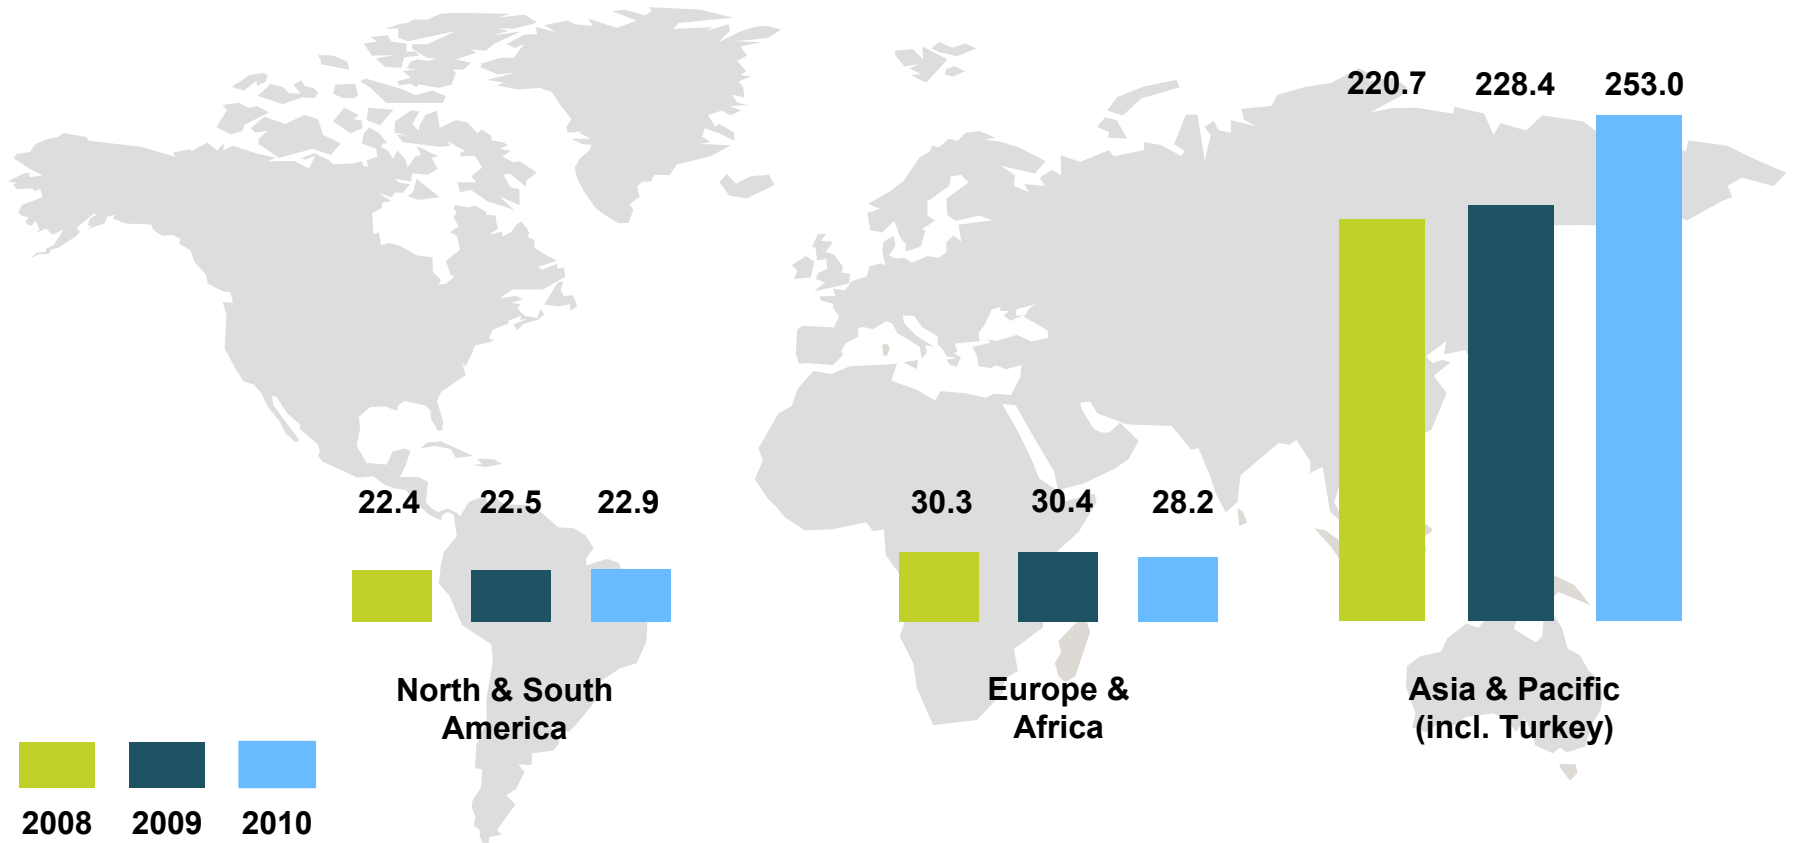 220.7 228.4 253.0
22.4 22.5 22.9
30.3 30.4 28.2
North & South
America
Europe &
Africa
Asia & Pacific
(incl. Turkey)
2008 2009 2010